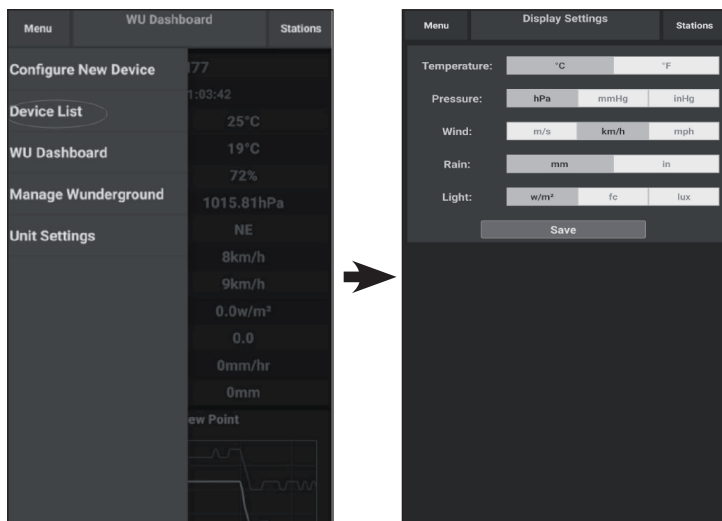 Menu WU Dashboard Stations
Configure New Device
Device List
WU Dashboard
Manage Wunderground
Unit Settings
77
1:03:42
25°C
19°C
72%
1015.81hPa
NE
8km/h
9km/h
0.0w/m²
0.0
0mm/hr
0mm
ew Point
Menu Display Settings Stations
Temperature: °C °F
Pressure: hPa mmHg inHg
Wind: m/s km/h mph
Rain: mm in
Light: w/m² fc lux
Save